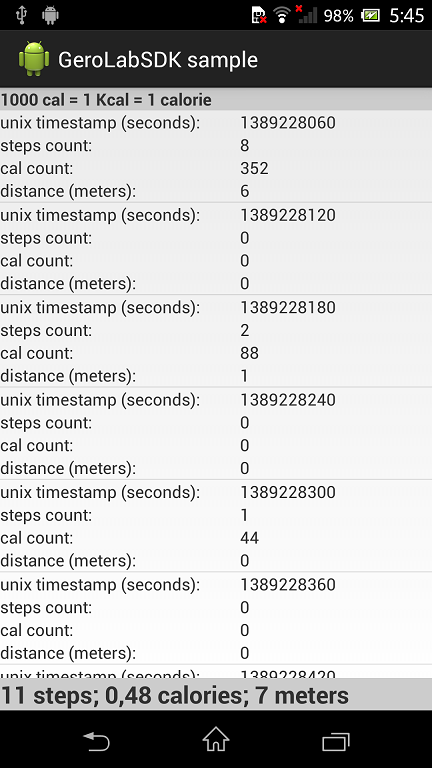 98% 5:45
GeroLabSDK sample
1000 cal = 1 Kcal = 1 calorie
unix timestamp (seconds): 1389228060
steps count: 8
cal count: 352
distance (meters): 6
unix timestamp (seconds): 1389228120
steps count: 0
cal count: 0
distance (meters): 0
unix timestamp (seconds): 1389228180
steps count: 2
cal count: 88
distance (meters): 1
unix timestamp (seconds): 1389228240
steps count: 0
cal count: 0
distance (meters): 0
unix timestamp (seconds): 1389228300
steps count: 1
cal count: 44
distance (meters): 0
unix timestamp (seconds): 1389228360
steps count: 0
cal count: 0
distance (meters): 0
unix timestamp (seconds): 1389228420
11 steps; 0,48 calories; 7 meters